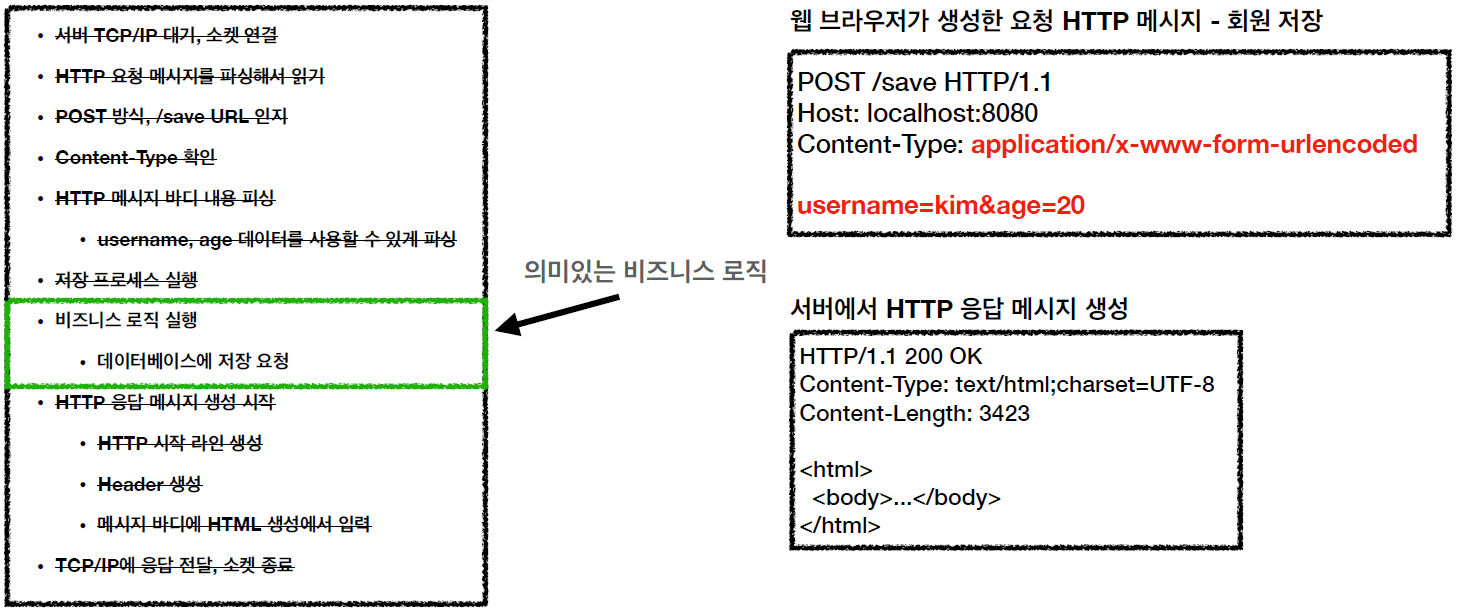 • 서버 TCP/IP 대기, 소켓 연결
• HTTP 요청 메시지를 파싱해서 읽기
• POST 방식, /save URL 인지
• Content-Type 확인
• HTTP 메시지 바디 내용 피싱
• username, age 데이터를 사용할 수 있게 파싱
• 저장 프로세스 실행
• 비즈니스 로직 실행
• 데이터베이스에 저장 요청
• HTTP 응답 메시지 생성 시작
• HTTP 시작 라인 생성
• Header 생성
• 메시지 바디에 HTML 생성에서 입력
• TCP/IP에 응답 전달, 소켓 종료
의미있는 비즈니스 로직
웹 브라우저가 생성한 요청 HTTP 메시지 - 회원 저장
POST /save HTTP/1.1
Host: localhost:8080
Content-Type: application/x-www-form-urlencoded
username=kim&age=20
서버에서 HTTP 응답 메시지 생성
HTTP/1.1 200 OK
Content-Type: text/html;charset=UTF-8
Content-Length: 3423
<html>
<body>...</body>
</html>